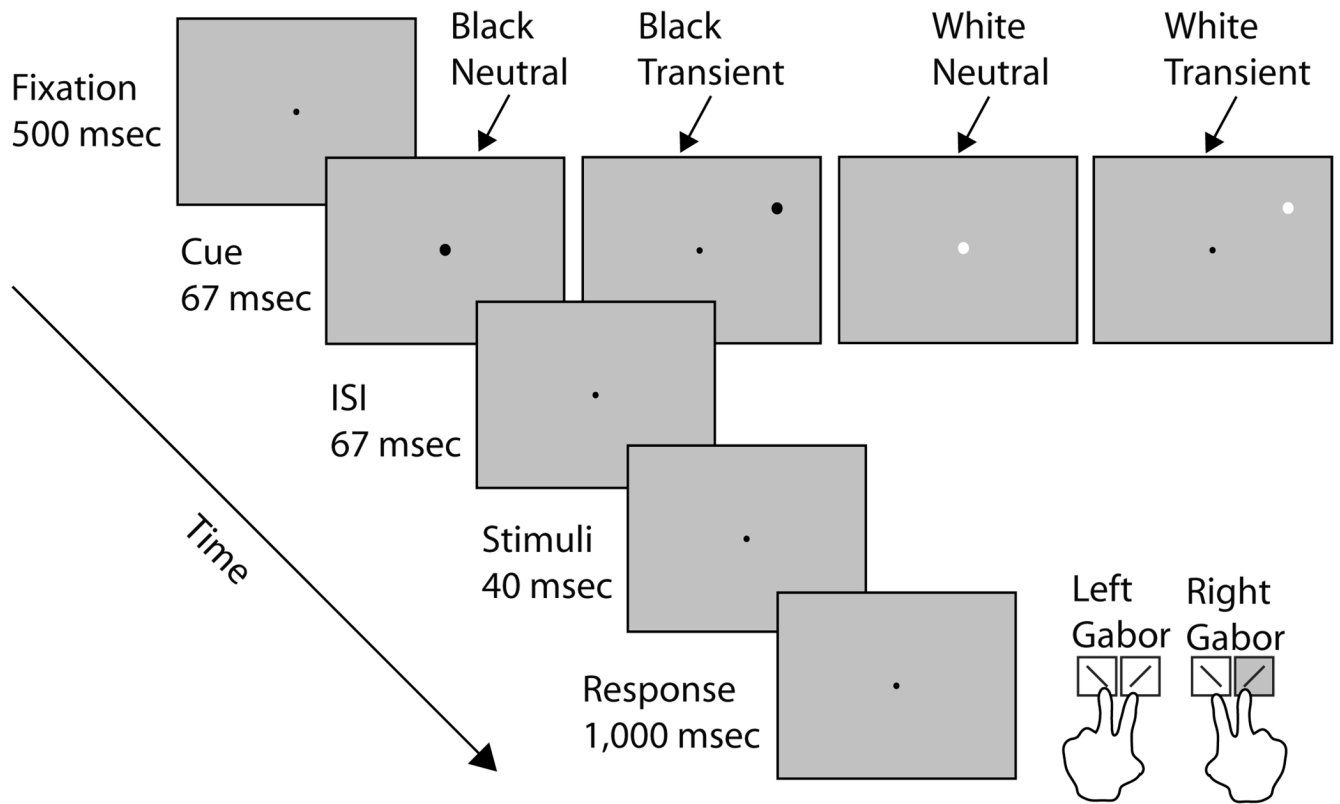 Fixation
500 msec
Black
Neutral
Black
Transient
White
Neutral
White
Transient
Cue
67 msec
ISI
67 msec
Time
Stimuli
40 msec
Response
1,000 msec
Left
Gabor
Right
Gabor